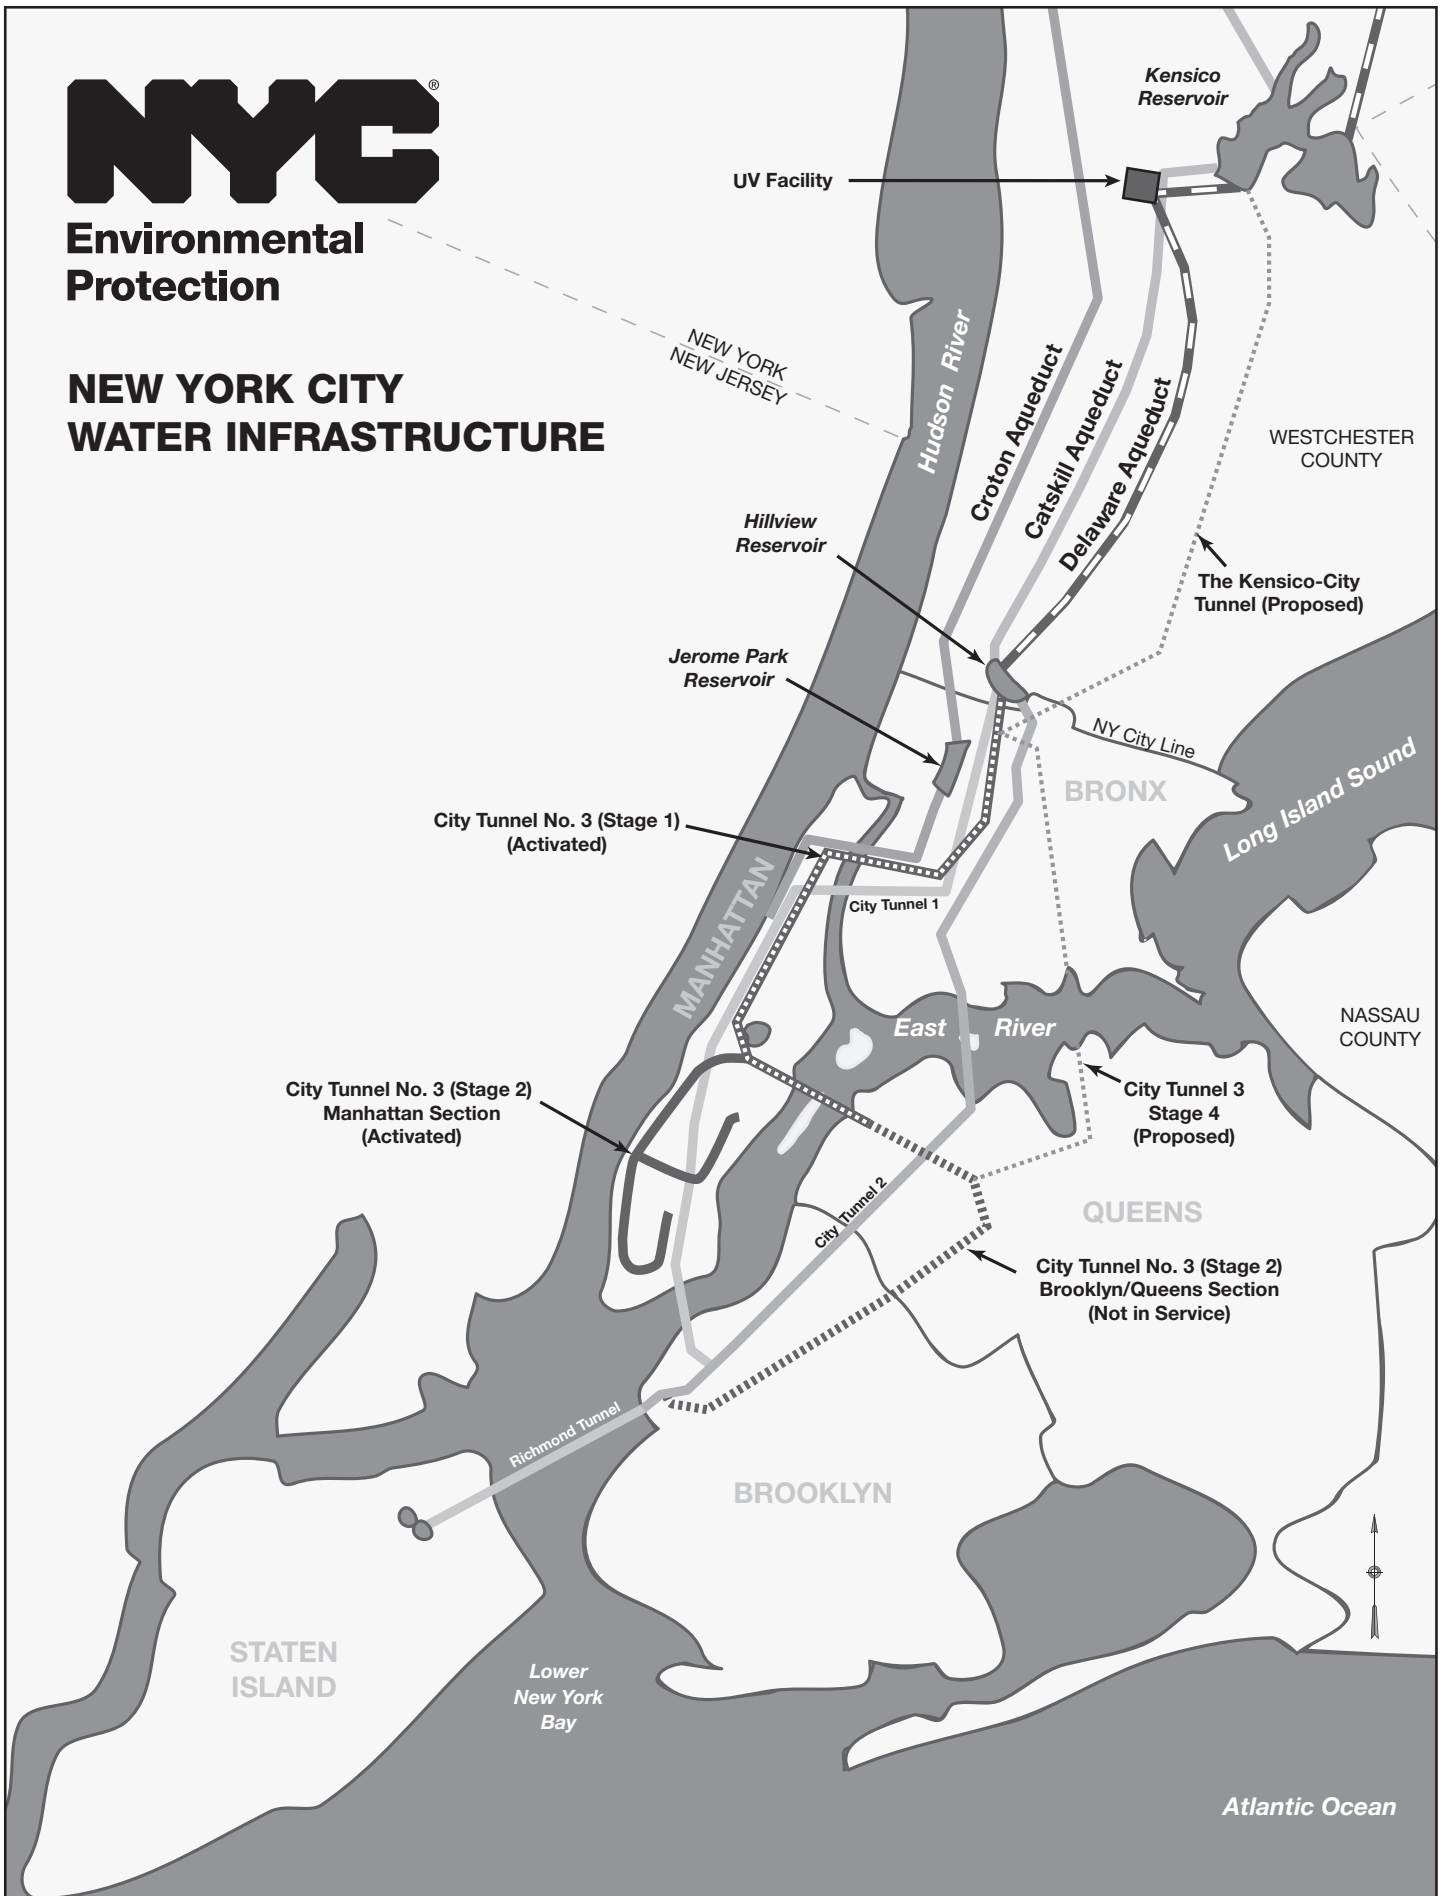 NYC®
Environmental
Protection
NEW YORK CITY
WATER INFRASTRUCTURE
Kensico
Reservoir
UV Facility
NEW YORK
NEW JERSEY
Hudson River
Croton Aqueduct
Catskill Aqueduct
Delaware Aqueduct
WESTCHESTER
COUNTY
Hillview
Reservoir
The Kensico-City
Tunnel (Proposed)
Jerome Park
Reservoir
NY City Line
Long Island Sound
BRONX
City Tunnel No. 3 (Stage 1)
(Activated)
MANHATTAN
City Tunnel 1
East River
NASSAU
COUNTY
City Tunnel No. 3 (Stage 2)
Manhattan Section
(Activated)
City Tunnel 3
Stage 4
(Proposed)
City Tunnel 2
QUEENS
City Tunnel No. 3 (Stage 2)
Brooklyn/Queens Section
(Not in Service)
Richmond Tunnel
BROOKLYN
STATEN
ISLAND
Lower
New York
Bay
Atlantic Ocean